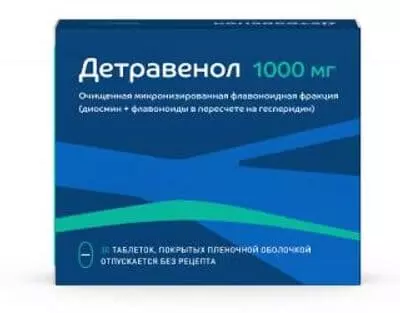 Детравенол 1000 мг
Очищенная микронизированная флавоноидная фракция
(диосмин + флавоноиды в пересчете на гесперидин)
ТАБЛЕТОК, ПОКРЫТЫХ ПЛЕНОЧНОЙ ОБОЛОЧКОЙ
ОТПУСКАЕТСЯ БЕЗ РЕЦЕПТА